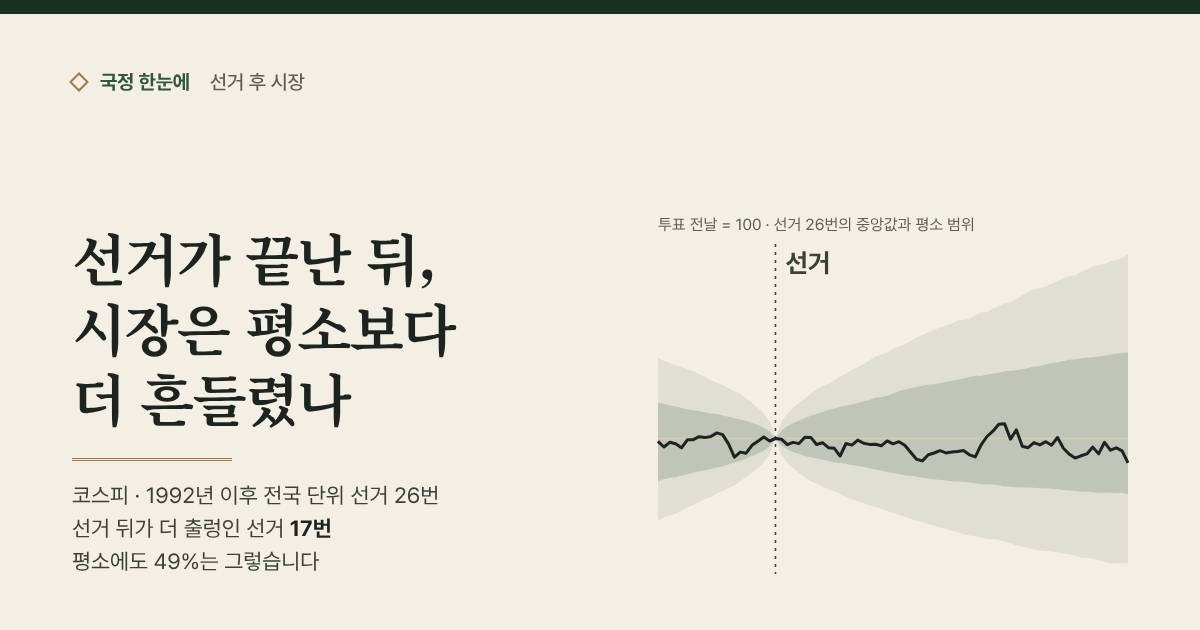 국정 한눈에 선거 후 시장
선거가 끝난 뒤,
시장은 평소보다
더 흔들렸나
코스피 · 1992년 이후 전국 단위 선거 26번
선거 뒤가 더 출렁인 선거 17번
평소에도 49%는 그렇습니다
투표 전날 = 100 · 선거 26번의 중앙값과 평소 범위
선거